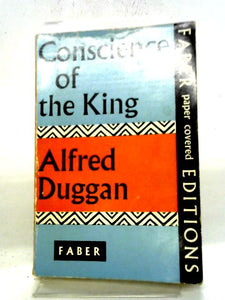 Conscience
of
the King
Alfred
Duggan
FABER
FABER paper covered EDITIONS